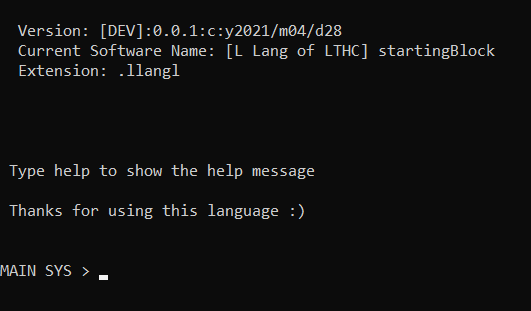 Version: [DEV]:0.0.1:c:y2021/m04/d28
Current Software Name: [L Lang of LTHC] startingBlock
Extension: .llangl
Type help to show the help message
Thanks for using this language :)
MAIN SYS > _